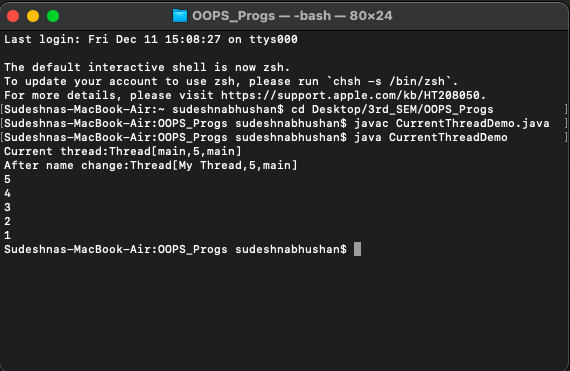 OOPS_Progs — -bash — 80×24
Last login: Fri Dec 11 15:08:27 on ttys000
The default interactive shell is now zsh.
To update your account to use zsh, please run `chsh -s /bin/zsh`.
For more details, please visit https://support.apple.com/kb/HT208050.
[Sudeshnas-MacBook-Air:~ sudeshnabhushan$ cd Desktop/3rd_SEM/OOPS_Progs ]
[Sudeshnas-MacBook-Air:OOPS_Progs sudeshnabhushan$ javac CurrentThreadDemo.java ]
[Sudeshnas-MacBook-Air:OOPS_Progs sudeshnabhushan$ java CurrentThreadDemo ]
Current thread:Thread[main,5,main]
After name change:Thread[My Thread,5,main]
5
4
3
2
1
Sudeshnas-MacBook-Air:OOPS_Progs sudeshnabhushan$